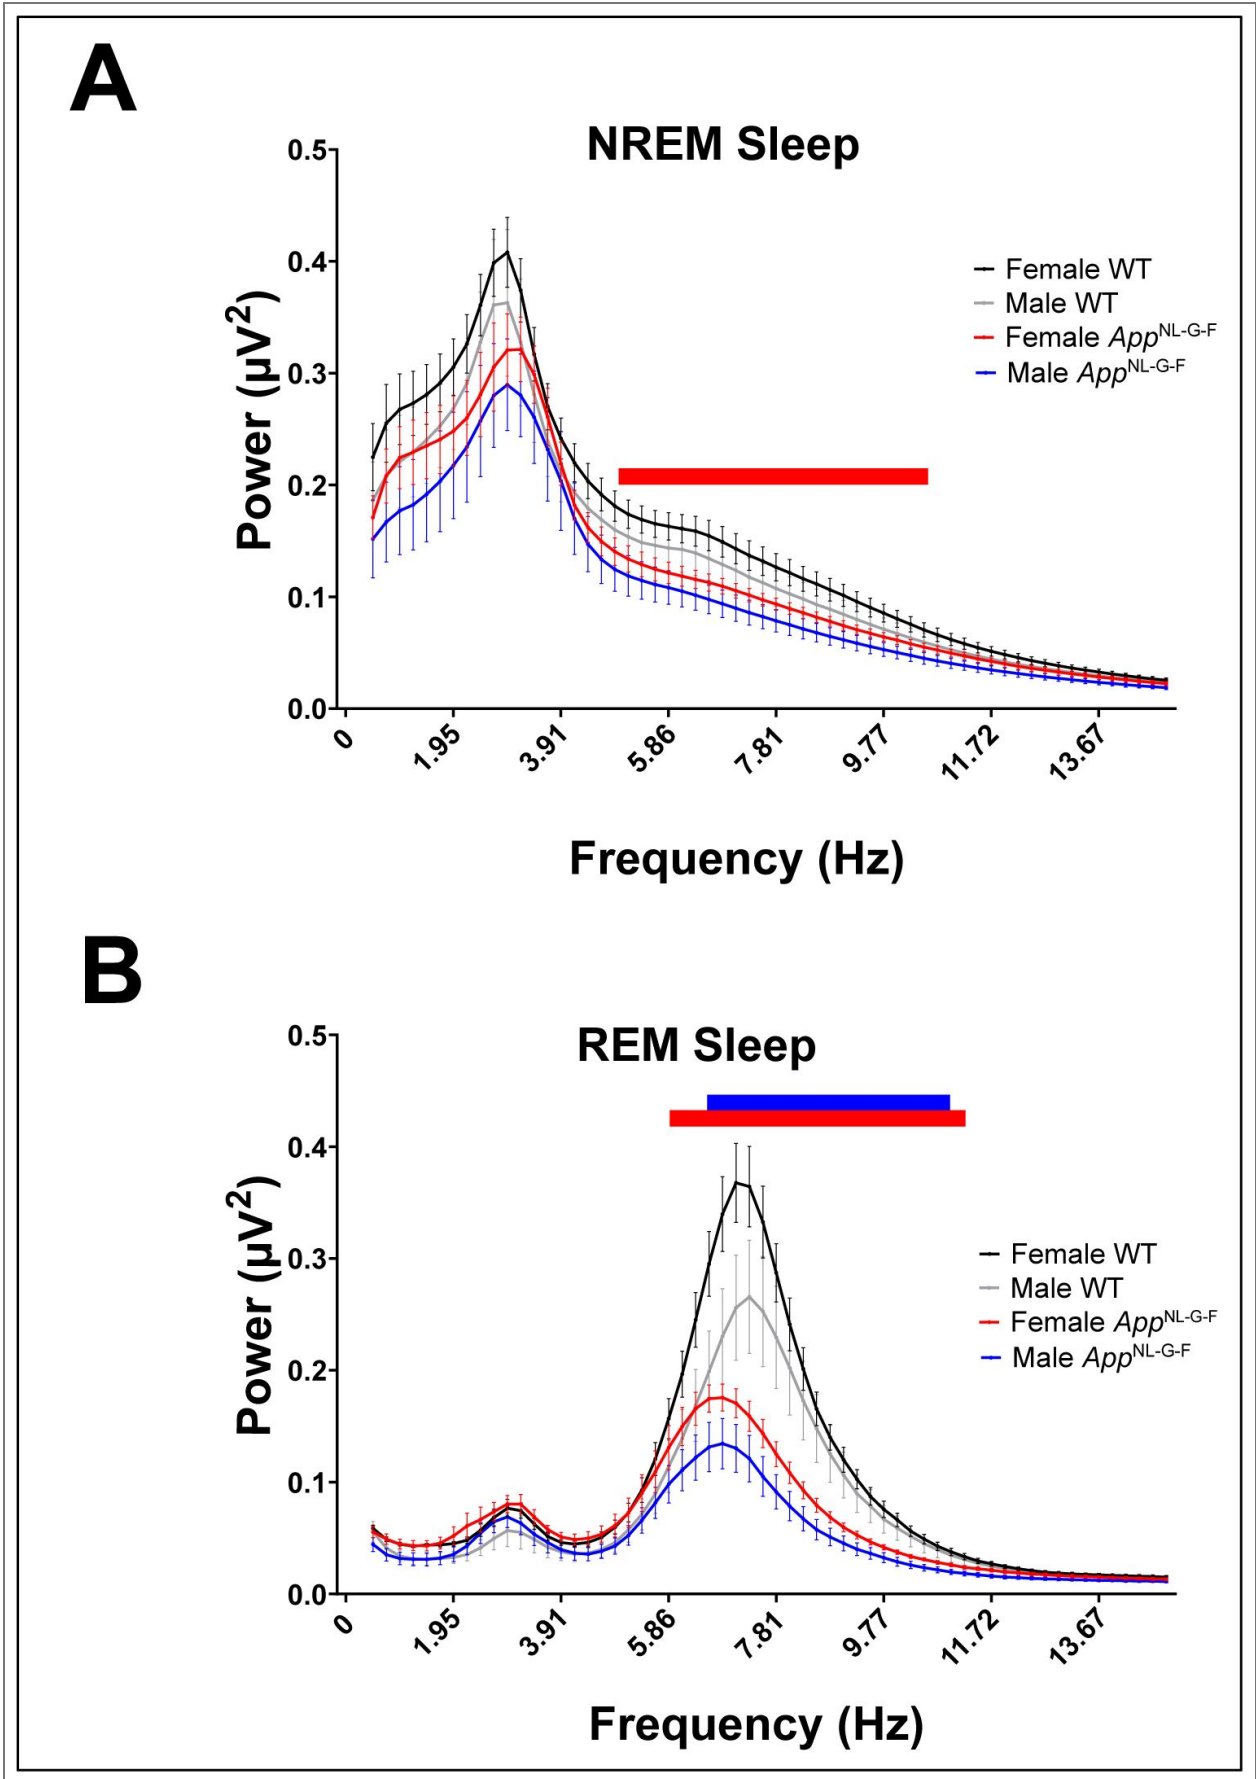 A
NREM Sleep
0.5
0.4
0.3
0.2
0.1
0.0
Power (µV²)
Female WT
Male WT
Female App^NL-G-F
Male App^NL-G-F
0 1.95 3.91 5.86 7.81 9.77 11.72 13.67
Frequency (Hz)
B
REM Sleep
0.5
0.4
0.3
0.2
0.1
0.0
Power (µV²)
Female WT
Male WT
Female App^NL-G-F
Male App^NL-G-F
0 1.95 3.91 5.86 7.81 9.77 11.72 13.67
Frequency (Hz)